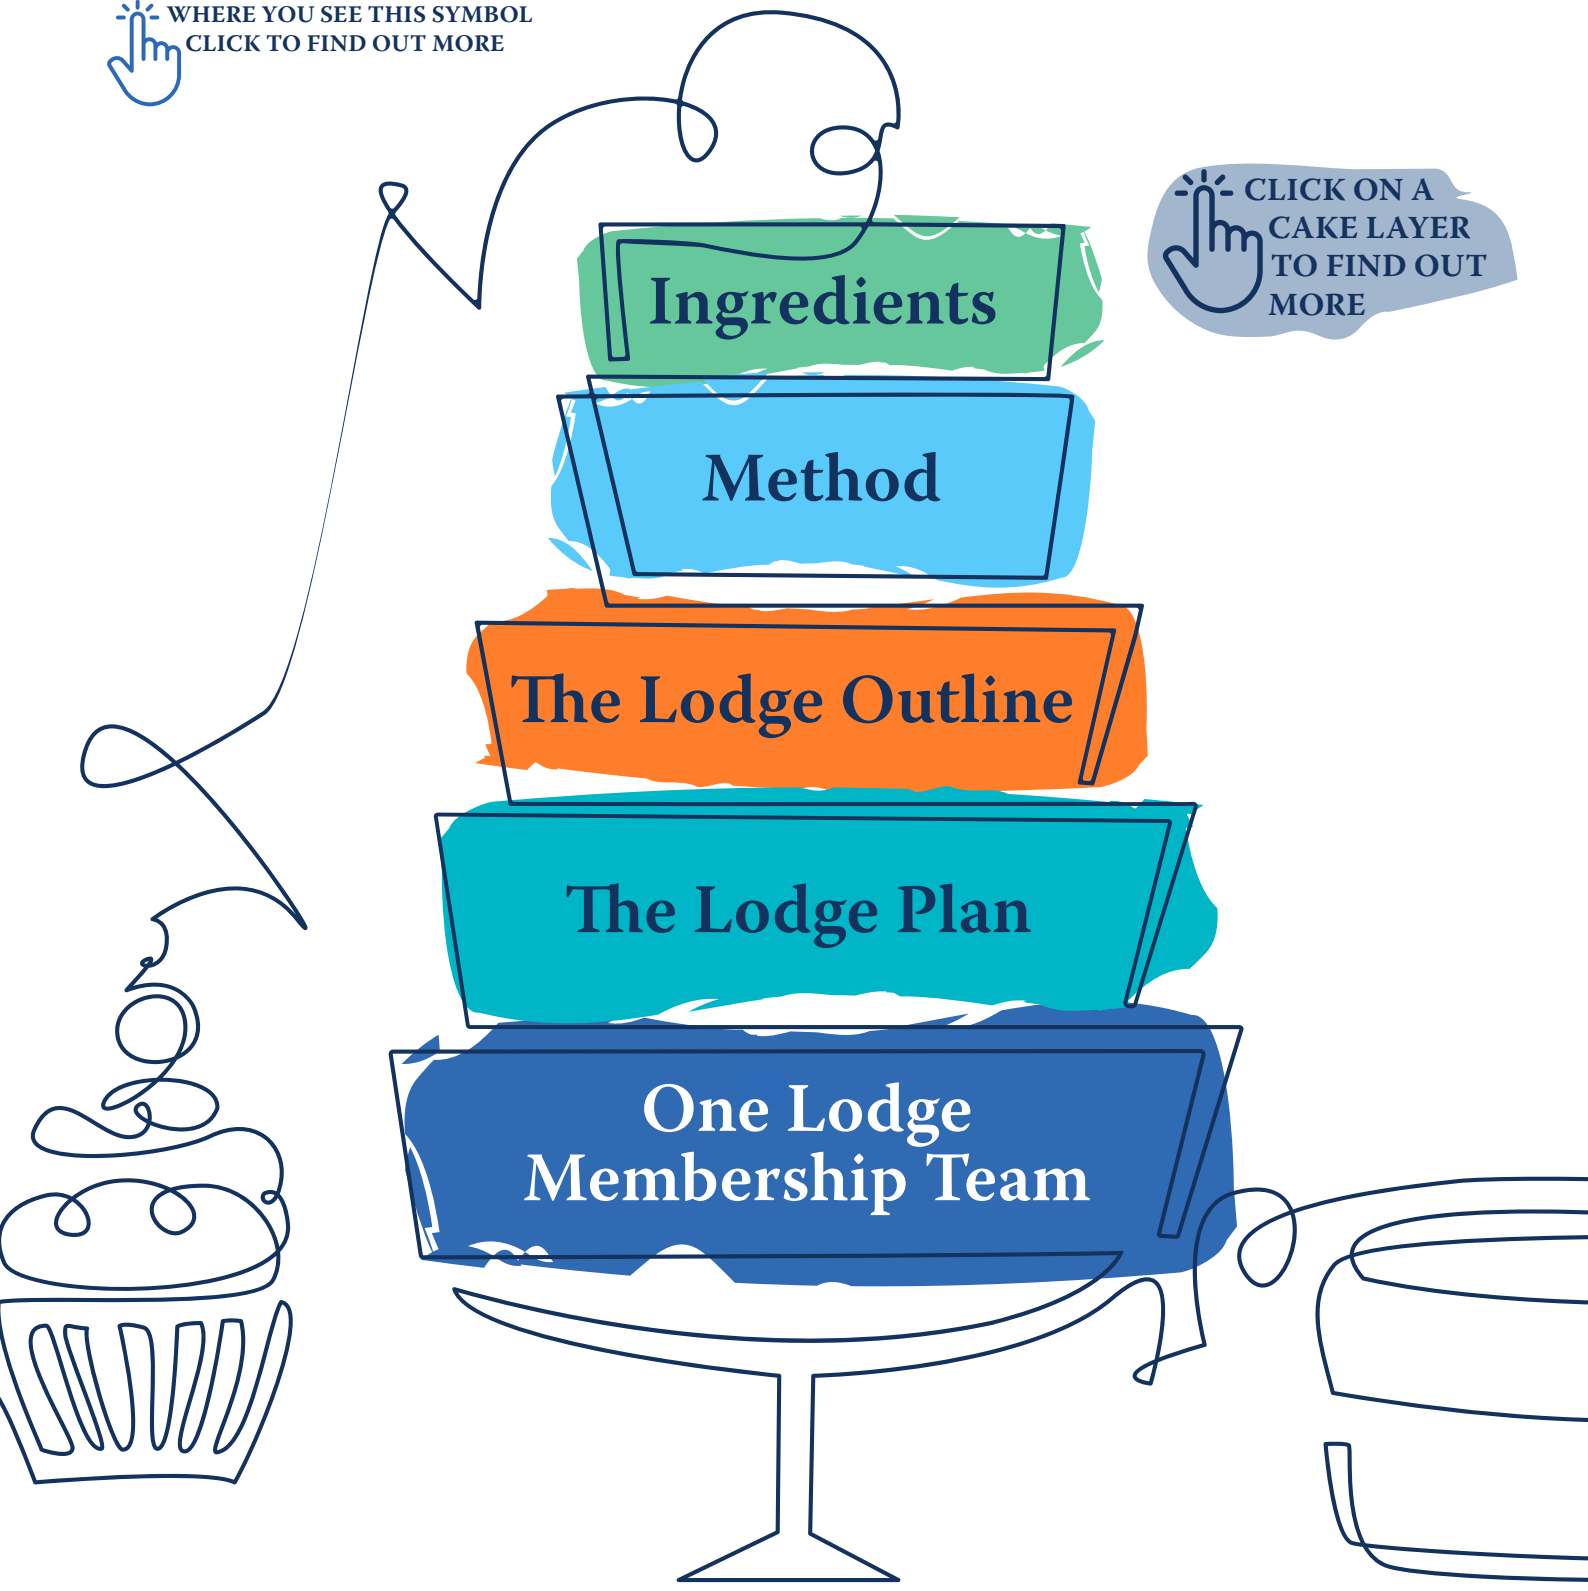 WHERE YOU SEE THIS SYMBOL
CLICK TO FIND OUT MORE
CLICK ON A
CAKE LAYER
TO FIND OUT
MORE
Ingredients
Method
The Lodge Outline
The Lodge Plan
One Lodge
Membership Team